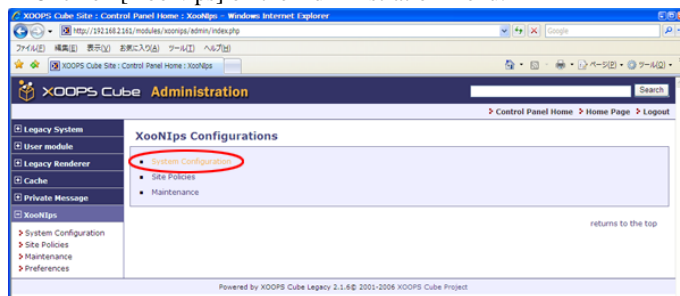 XOOPS Cube Site : Control Panel Home : XooNIps - Windows Internet Explorer
http://192.168.2.161/modules/xoonips/admin/index.php
Google
ファイル(F) 編集(E) 表示(V) お気に入り(A) ツール(T) ヘルプ(H)
XOOPS Cube Site : Control Panel Home : XooNIps
ページ(P) ツール(O)
XOOPS Cube Administration
Search
Control Panel Home Home Page Logout
Legacy System
User module
Legacy Renderer
Cache
Private Message
XooNIps
System Configuration
Site Policies
Maintenance
Preferences
XooNIps Configurations
System Configuration
Site Policies
Maintenance
returns to the top
Powered by XOOPS Cube Legacy 2.1.6© 2001-2006 XOOPS Cube Project